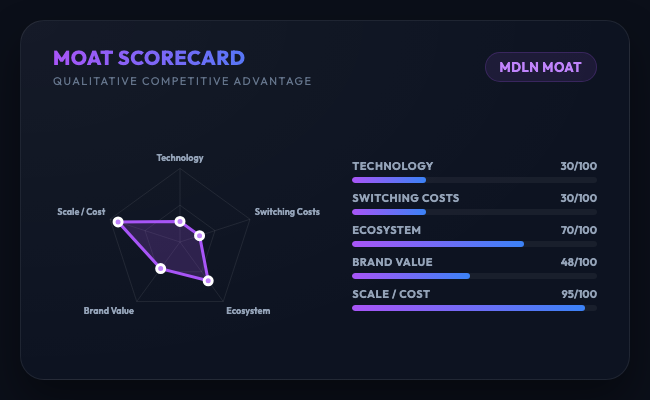 MOAT SCORECARD
QUALITATIVE COMPETITIVE ADVANTAGE
MDLN MOAT
Technology
Scale / Cost
Switching Costs
Brand Value
Ecosystem
TECHNOLOGY 30/100
SWITCHING COSTS 30/100
ECOSYSTEM 70/100
BRAND VALUE 48/100
SCALE / COST 95/100